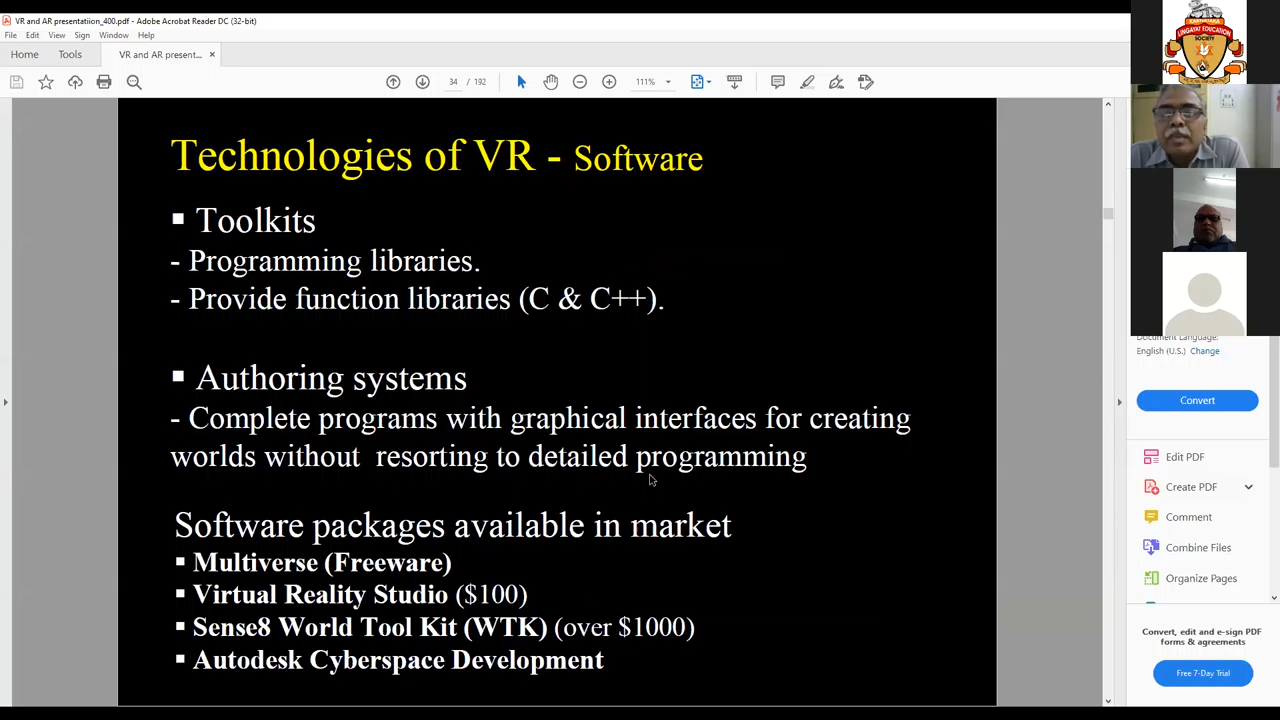 VR and AR presentatiion_400.pdf - Adobe Acrobat Reader DC (32-bit)
File Edit View Sign Window Help
Home Tools VR and AR present... ×
34 / 192 111%
Technologies of VR - Software
▪ Toolkits
- Programming libraries.
- Provide function libraries (C & C++).
▪ Authoring systems
- Complete programs with graphical interfaces for creating
worlds without resorting to detailed programming
Software packages available in market
▪ Multiverse (Freeware)
▪ Virtual Reality Studio ($100)
▪ Sense8 World Tool Kit (WTK) (over $1000)
▪ Autodesk Cyberspace Development
LINGAYAT EDUCATION
SOCIETY
Document Language:
English (U.S.) Change
Convert
Edit PDF
Create PDF
Comment
Combine Files
Organize Pages
Convert, edit and e-sign PDF
forms & agreements
Free 7-Day Trial